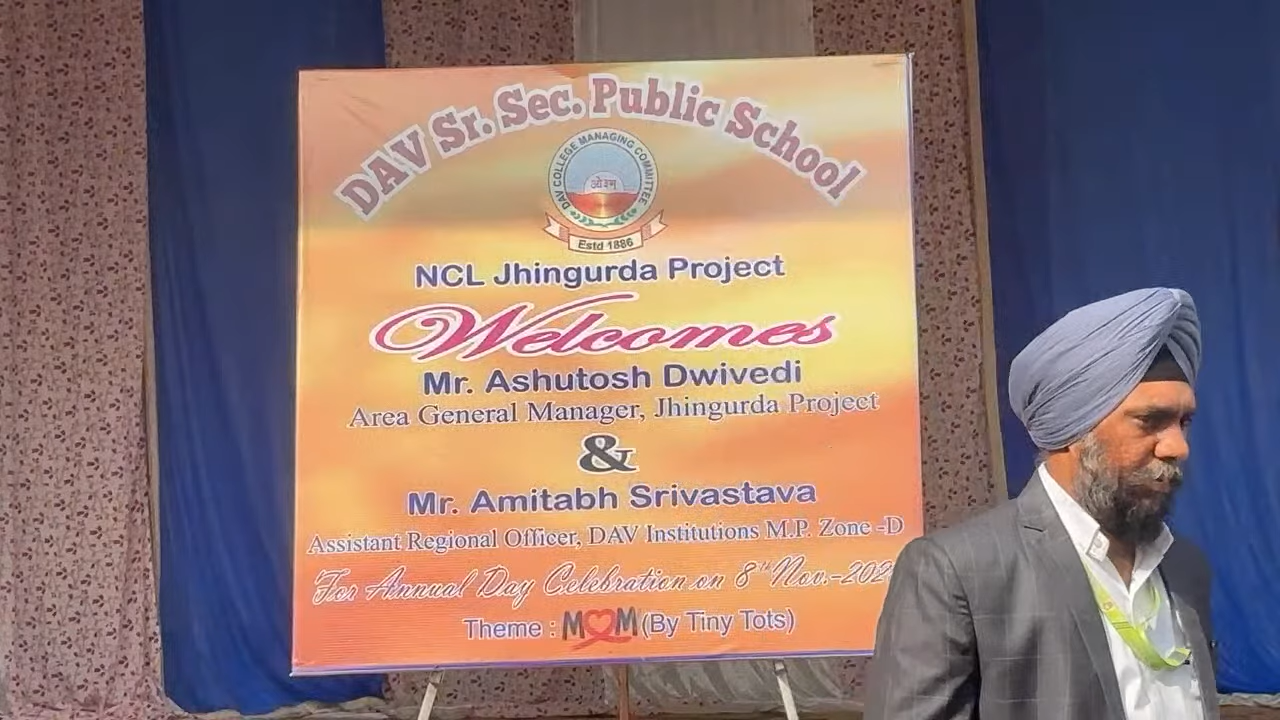 DAV Sr. Sec. Public School
DAV COLLEGE MANAGING COMMITTEE
ओ३म्
Estd 1886
NCL Jhingurda Project
Welcomes
Mr. Ashutosh Dwivedi
Area General Manager, Jhingurda Project
&
Mr. Amitabh Srivastava
Assistant Regional Officer, DAV Institutions M.P. Zone -D
For Annual Day Celebration on 8th Nov.-202
Theme : MOM (By Tiny Tots)